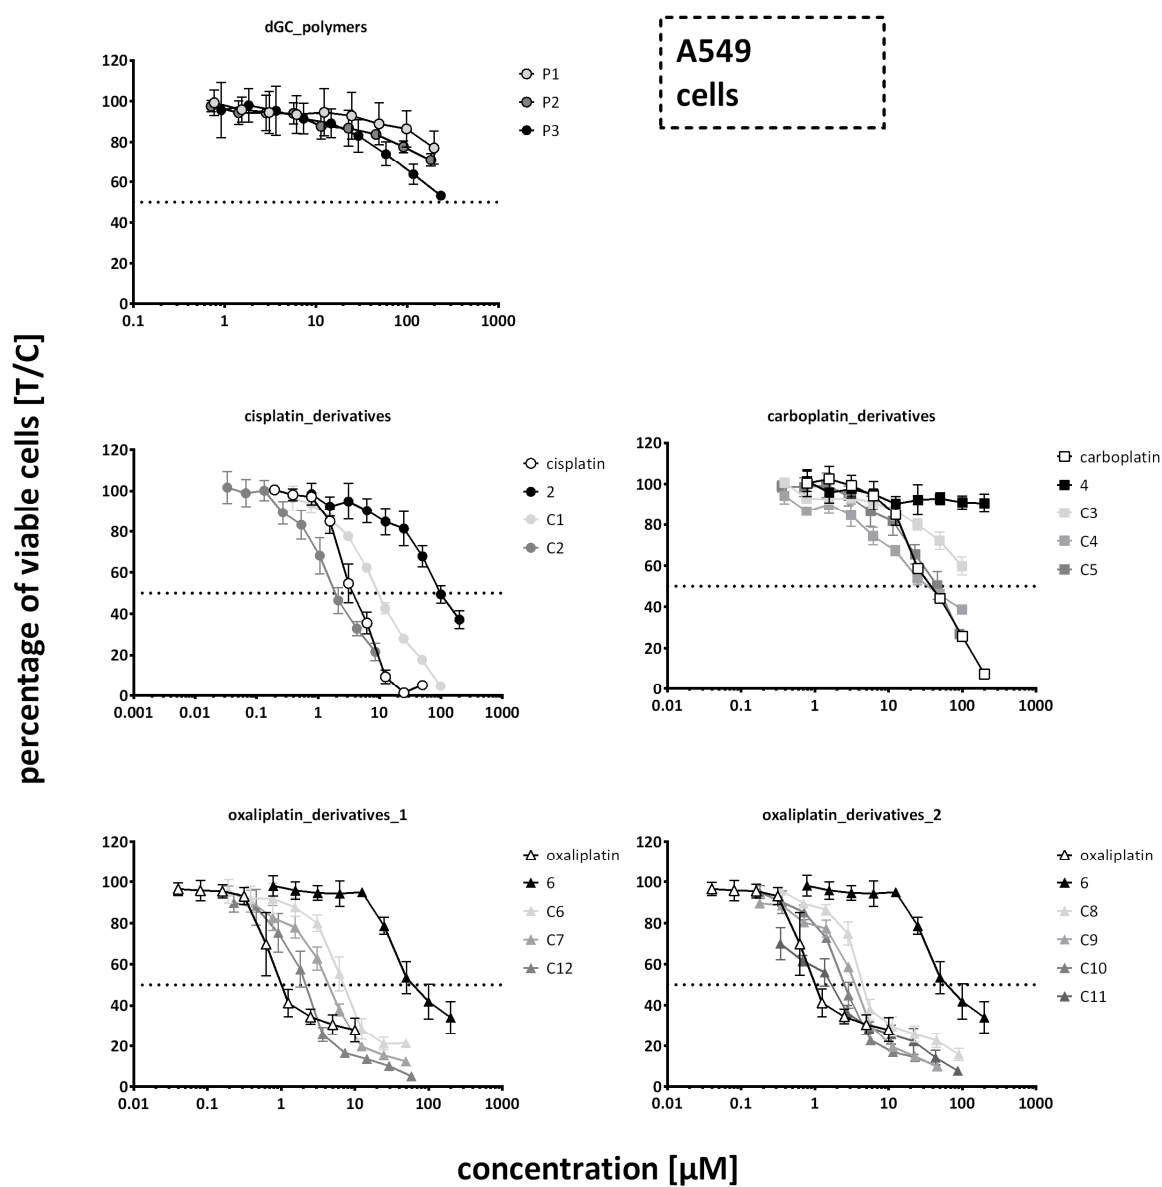 dGC_polymers
120
100
80
60
40
20
0
0.1 1 10 100 1000
P1
P2
P3
A549
cells
percentage of viable cells [T/C]
cisplatin_derivatives
120
100
80
60
40
20
0
0.001 0.01 0.1 1 10 100 1000
cisplatin
2
C1
C2
carboplatin_derivatives
120
100
80
60
40
20
0
0.01 0.1 1 10 100 1000
carboplatin
4
C3
C4
C5
oxaliplatin_derivatives_1
120
100
80
60
40
20
0
0.01 0.1 1 10 100 1000
oxaliplatin
6
C6
C7
C12
oxaliplatin_derivatives_2
120
100
80
60
40
20
0
0.01 0.1 1 10 100 1000
oxaliplatin
6
C8
C9
C10
C11
concentration [µM]